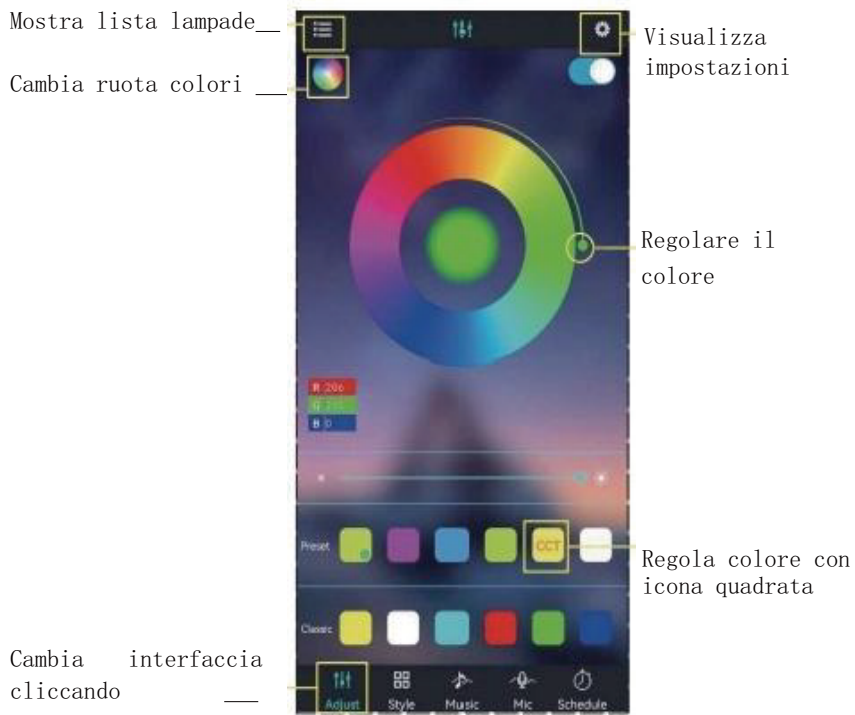 Mostra lista lampade
Visualizza
impostazioni
Cambia ruota colori
Regolare il
colore
R 206
G
B 0
Preset
CCT
Regola colore con
icona quadrata
Classic
Cambia interfaccia
cliccando
Adjust Style Music Mic Schedule